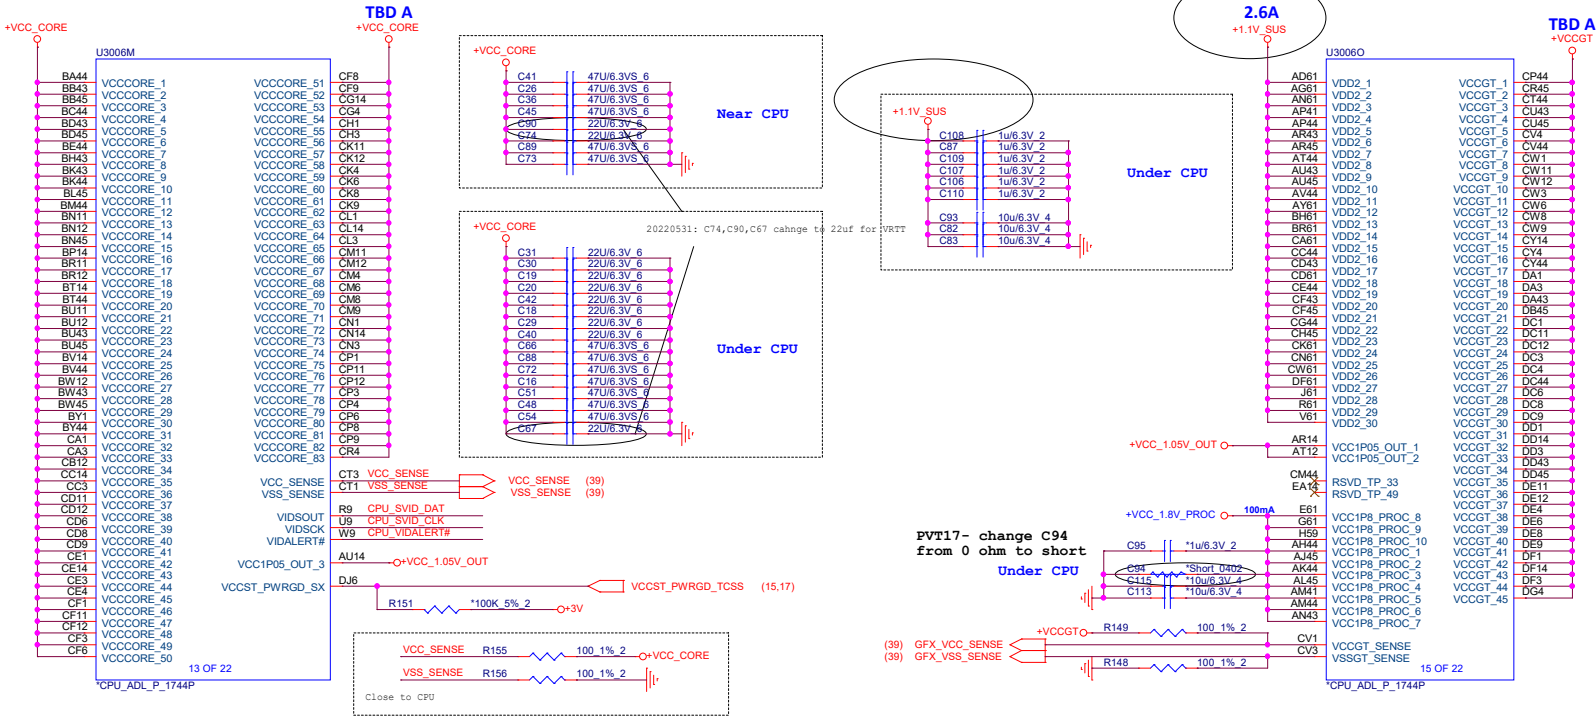 TBD A
+VCC_CORE
+VCC_CORE
U3006M
BA44 VCCCORE_1 VCCCORE_51 CF8
BB43 VCCCORE_2 VCCCORE_52 CF9
BB45 VCCCORE_3 VCCCORE_53 CG14
BC44 VCCCORE_4 VCCCORE_54 CG4
BD43 VCCCORE_5 VCCCORE_55 CH1
BD45 VCCCORE_6 VCCCORE_56 CH3
BE44 VCCCORE_7 VCCCORE_57 CK11
BH43 VCCCORE_8 VCCCORE_58 CK12
BK43 VCCCORE_9 VCCCORE_59 CK4
BK44 VCCCORE_10 VCCCORE_60 CK6
BL45 VCCCORE_11 VCCCORE_61 CK8
BM44 VCCCORE_12 VCCCORE_62 CK9
BN11 VCCCORE_13 VCCCORE_63 CL1
BN12 VCCCORE_14 VCCCORE_64 CL14
BN45 VCCCORE_15 VCCCORE_65 CL3
BP14 VCCCORE_16 VCCCORE_66 CM11
BR11 VCCCORE_17 VCCCORE_67 CM12
BR12 VCCCORE_18 VCCCORE_68 CM4
BT14 VCCCORE_19 VCCCORE_69 CM6
BT44 VCCCORE_20 VCCCORE_70 CM8
BU11 VCCCORE_21 VCCCORE_71 CM9
BU12 VCCCORE_22 VCCCORE_72 CN1
BU43 VCCCORE_23 VCCCORE_73 CN14
BU45 VCCCORE_24 VCCCORE_74 CN3
BV14 VCCCORE_25 VCCCORE_75 CP1
BV44 VCCCORE_26 VCCCORE_76 CP11
BW12 VCCCORE_27 VCCCORE_77 CP12
BW43 VCCCORE_28 VCCCORE_78 CP3
BW45 VCCCORE_29 VCCCORE_79 CP4
BY1 VCCCORE_30 VCCCORE_80 CP6
BY44 VCCCORE_31 VCCCORE_81 CP8
CA1 VCCCORE_32 VCCCORE_82 CP9
CA3 VCCCORE_33 VCCCORE_83 CR4
CB12 VCCCORE_34
CC14 VCCCORE_35 VCC_SENSE CT3 VCC_SENSE VCC_SENSE (39)
CC3 VCCCORE_36 VSS_SENSE CT1 VSS_SENSE VSS_SENSE (39)
CD11 VCCCORE_37
CD12 VCCCORE_38 VIDSOUT R9 CPU_SVID_DAT
CD6 VCCCORE_39 VIDSCK U9 CPU_SVID_CLK
CD8 VCCCORE_40 VIDALERT# W9 CPU_VIDALERT#
CD9 VCCCORE_41
CE1 VCCCORE_42 VCC1P05_OUT_3 AU14 +VCC_1.05V_OUT
CE14 VCCCORE_43
CE3 VCCCORE_44 VCCST_PWRGD_SX DJ6 VCCST_PWRGD_TCSS (15,17)
CE4 VCCCORE_45
CF1 VCCCORE_46 R151 *100K_5%_2 +3V
CF11 VCCCORE_47
CF12 VCCCORE_48
CF3 VCCCORE_49
CF6 VCCCORE_50
13 OF 22
*CPU_ADL_P_1744P
VCC_SENSE R155 100_1%_2 +VCC_CORE
VSS_SENSE R156 100_1%_2
Close to CPU
+VCC_CORE
C41 47U/6.3VS_6
C26 47U/6.3VS_6
C36 47U/6.3VS_6
C45 47U/6.3VS_6
C90 22U/6.3V_6
C74 22U/6.3V_6
C89 47U/6.3VS_6
C73 47U/6.3VS_6
Near CPU
+VCC_CORE
20220531: C74,C90,C67 cahnge to 22uf for VRTT
C31 22U/6.3V_6
C30 22U/6.3V_6
C19 22U/6.3V_6
C20 22U/6.3V_6
C42 22U/6.3V_6
C18 22U/6.3V_6
C29 22U/6.3V_6
C40 22U/6.3V_6
C66 47U/6.3VS_6
C88 47U/6.3VS_6
C72 47U/6.3VS_6
C16 47U/6.3VS_6
C51 47U/6.3VS_6
C48 47U/6.3VS_6
C54 47U/6.3VS_6
C67 22U/6.3V_6
Under CPU
+1.1V_SUS
C108 1u/6.3V_2
C87 1u/6.3V_2
C109 1u/6.3V_2
C107 1u/6.3V_2
C106 1u/6.3V_2
C110 1u/6.3V_2
C93 10u/6.3V_4
C82 10u/6.3V_4
C83 10u/6.3V_4
Under CPU
2.6A
+1.1V_SUS
TBD A
+VCCGT
U3006O
AD61 VDD2_1 VCCGT_1 CP44
AG61 VDD2_2 VCCGT_2 CR45
AN61 VDD2_3 VCCGT_3 CT44
AP41 VDD2_4 VCCGT_4 CU43
AP44 VDD2_5 VCCGT_5 CU45
AR43 VDD2_6 VCCGT_6 CV4
AR45 VDD2_7 VCCGT_7 CV44
AT44 VDD2_8 VCCGT_8 CW1
AU43 VDD2_9 VCCGT_9 CW11
AU45 VDD2_10 VCCGT_10 CW12
AV44 VDD2_11 VCCGT_11 CW3
AY61 VDD2_12 VCCGT_12 CW6
BH61 VDD2_13 VCCGT_13 CW8
BR61 VDD2_14 VCCGT_14 CW9
CA61 VDD2_15 VCCGT_15 CY14
CC44 VDD2_16 VCCGT_16 CY4
CD43 VDD2_17 VCCGT_17 CY44
CD61 VDD2_18 VCCGT_18 DA1
CE44 VDD2_19 VCCGT_19 DA3
CF43 VDD2_20 VCCGT_20 DA43
CF45 VDD2_21 VCCGT_21 DB45
CG44 VDD2_22 VCCGT_22 DC1
CH45 VDD2_23 VCCGT_23 DC11
CK61 VDD2_24 VCCGT_24 DC12
CN61 VDD2_25 VCCGT_25 DC3
CW61 VDD2_26 VCCGT_26 DC4
DF61 VDD2_27 VCCGT_27 DC44
J61 VDD2_28 VCCGT_28 DC6
R61 VDD2_29 VCCGT_29 DC8
V61 VDD2_30 VCCGT_30 DC9
VCCGT_31 DD1
+VCC_1.05V_OUT AR14 VCC1P05_OUT_1 VCCGT_32 DD14
AT12 VCC1P05_OUT_2 VCCGT_33 DD3
VCCGT_34 DD43
CM44 RSVD_TP_33 VCCGT_35 DD45
EA14 RSVD_TP_49 VCCGT_36 DE11
VCCGT_37 DE12
+VCC_1.8V_PROC 100mA E61 VCC1P8_PROC_8 VCCGT_38 DE4
G61 VCC1P8_PROC_9 VCCGT_39 DE6
H59 VCC1P8_PROC_10 VCCGT_40 DE8
AH44 VCC1P8_PROC_1 VCCGT_41 DE9
AJ45 VCC1P8_PROC_2 VCCGT_42 DF1
AK44 VCC1P8_PROC_3 VCCGT_43 DF14
AL45 VCC1P8_PROC_4 VCCGT_44 DF3
AM41 VCC1P8_PROC_5 VCCGT_45 DG4
AM44 VCC1P8_PROC_6
AN43 VCC1P8_PROC_7
PVT17- change C94
from 0 ohm to short
Under CPU
C95 *1u/6.3V_2
C94 *Short_0402
C115 *10u/6.3V_4
C113 *10u/6.3V_4
+VCCGT R149 100_1%_2
(39) GFX_VCC_SENSE CV1 VCCGT_SENSE
(39) GFX_VSS_SENSE CV3 VSSGT_SENSE
R148 100_1%_2
15 OF 22
*CPU_ADL_P_1744P